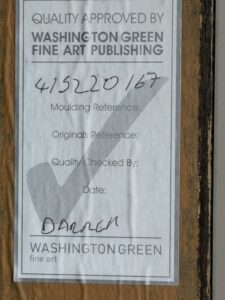 QUALITY APPROVED BY
WASHINGTON GREEN
FINE ART PUBLISHING
415220167
Moulding Reference:
Originals Reference:
Quality Checked By:
Date:
WASHINGTON GREEN
fine art